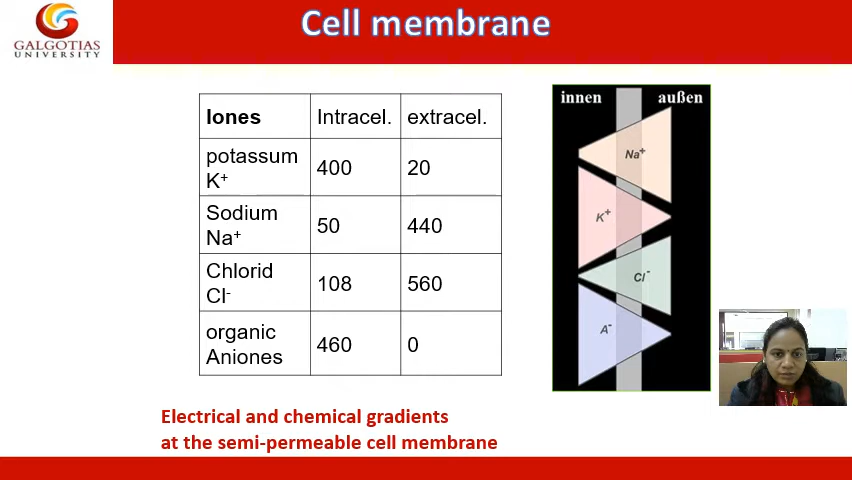 GALGOTIAS
UNIVERSITY
Cell membrane
Iones Intracel. extracel.
potassum
K+ 400 20
Sodium
Na+ 50 440
Chlorid
Cl- 108 560
organic
Aniones 460 0
innen außen
Na+
K+
Cl-
A-
Electrical and chemical gradients
at the semi-permeable cell membrane